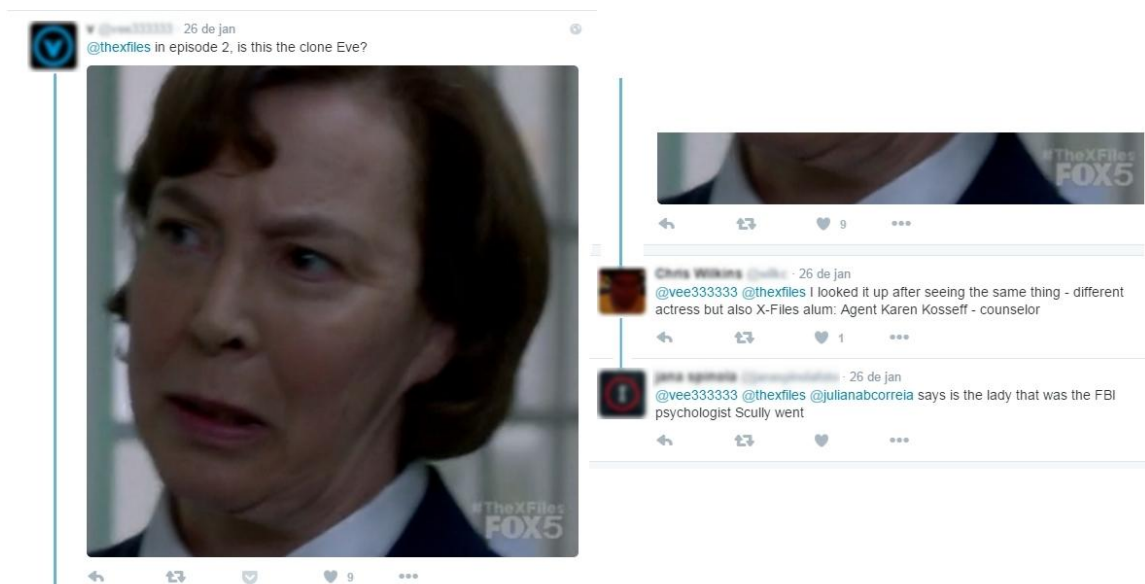 v 26 de jan
@thexfiles in episode 2, is this the clone Eve?
#TheXFiles
FOX5
9
#TheXFiles
FOX5
9
Chris Wilkins · 26 de jan
@vee333333 @thexfiles I looked it up after seeing the same thing - different
actress but also X-Files alum: Agent Karen Kosseff - counselor
1
jana spinola · 26 de jan
@vee333333 @thexfiles @julianabcorreia says is the lady that was the FBI
psychologist Scully went